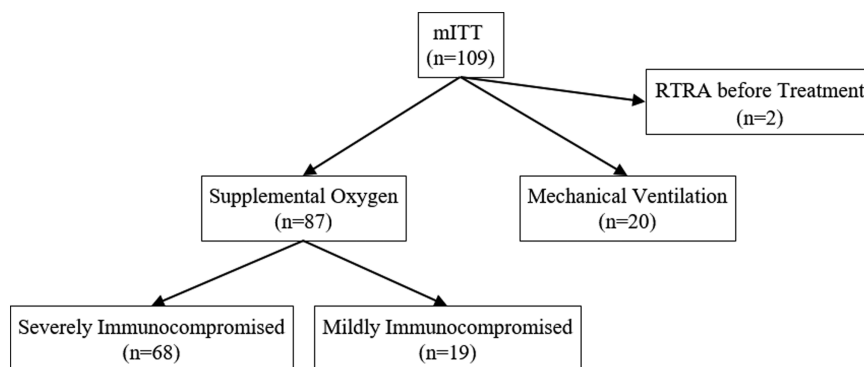 mITT
(n=109)
RTRA before Treatment
(n=2)
Supplemental Oxygen
(n=87)
Mechanical Ventilation
(n=20)
Severely Immunocompromised
(n=68)
Mildly Immunocompromised
(n=19)